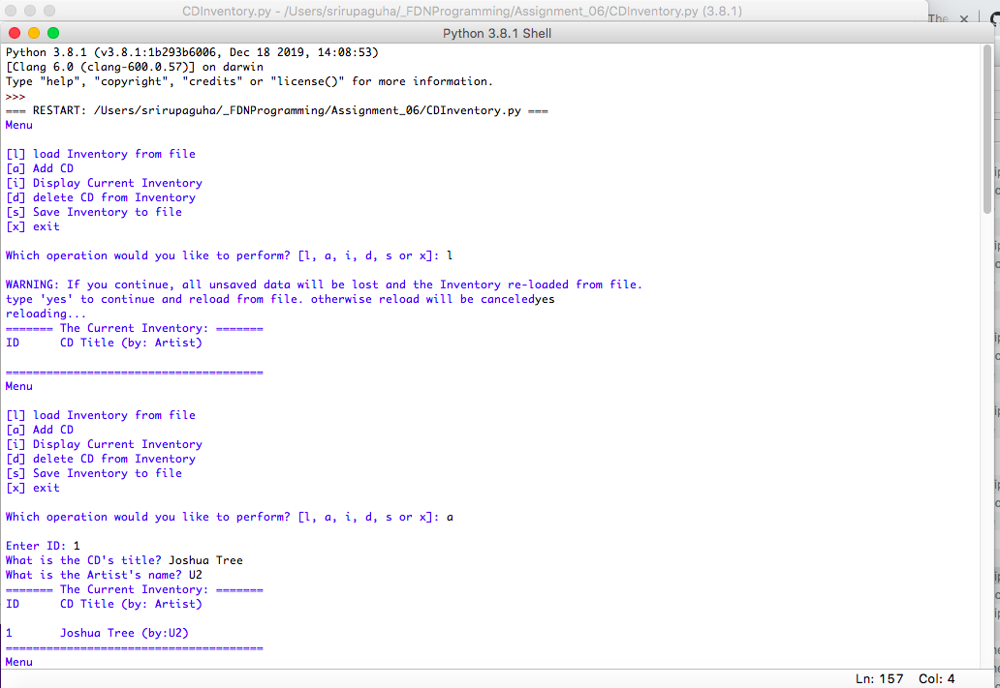 CDInventory.py - /Users/srirupaguha/_FDNProgramming/Assignment_06/CDInventory.py (3.8.1)
The
Python 3.8.1 Shell
Python 3.8.1 (v3.8.1:1b293b6006, Dec 18 2019, 14:08:53)
[Clang 6.0 (clang-600.0.57)] on darwin
Type "help", "copyright", "credits" or "license()" for more information.
>>>
=== RESTART: /Users/srirupaguha/_FDNProgramming/Assignment_06/CDInventory.py ===
Menu
[l] load Inventory from file
[a] Add CD
[i] Display Current Inventory
[d] delete CD from Inventory
[s] Save Inventory to file
[x] exit
Which operation would you like to perform? [l, a, i, d, s or x]: l
WARNING: If you continue, all unsaved data will be lost and the Inventory re-loaded from file.
type 'yes' to continue and reload from file. otherwise reload will be canceledyes
reloading...
======= The Current Inventory: =======
ID CD Title (by: Artist)
======================================
Menu
[l] load Inventory from file
[a] Add CD
[i] Display Current Inventory
[d] delete CD from Inventory
[s] Save Inventory to file
[x] exit
Which operation would you like to perform? [l, a, i, d, s or x]: a
Enter ID: 1
What is the CD's title? Joshua Tree
What is the Artist's name? U2
======= The Current Inventory: =======
ID CD Title (by: Artist)
1 Joshua Tree (by:U2)
======================================
Menu
Ln: 157 Col: 4